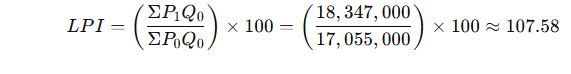 LPI = (ΣP₁Q₀ / ΣP₀Q₀) × 100 = (18,347,000 / 17,055,000) × 100 ≈ 107.58